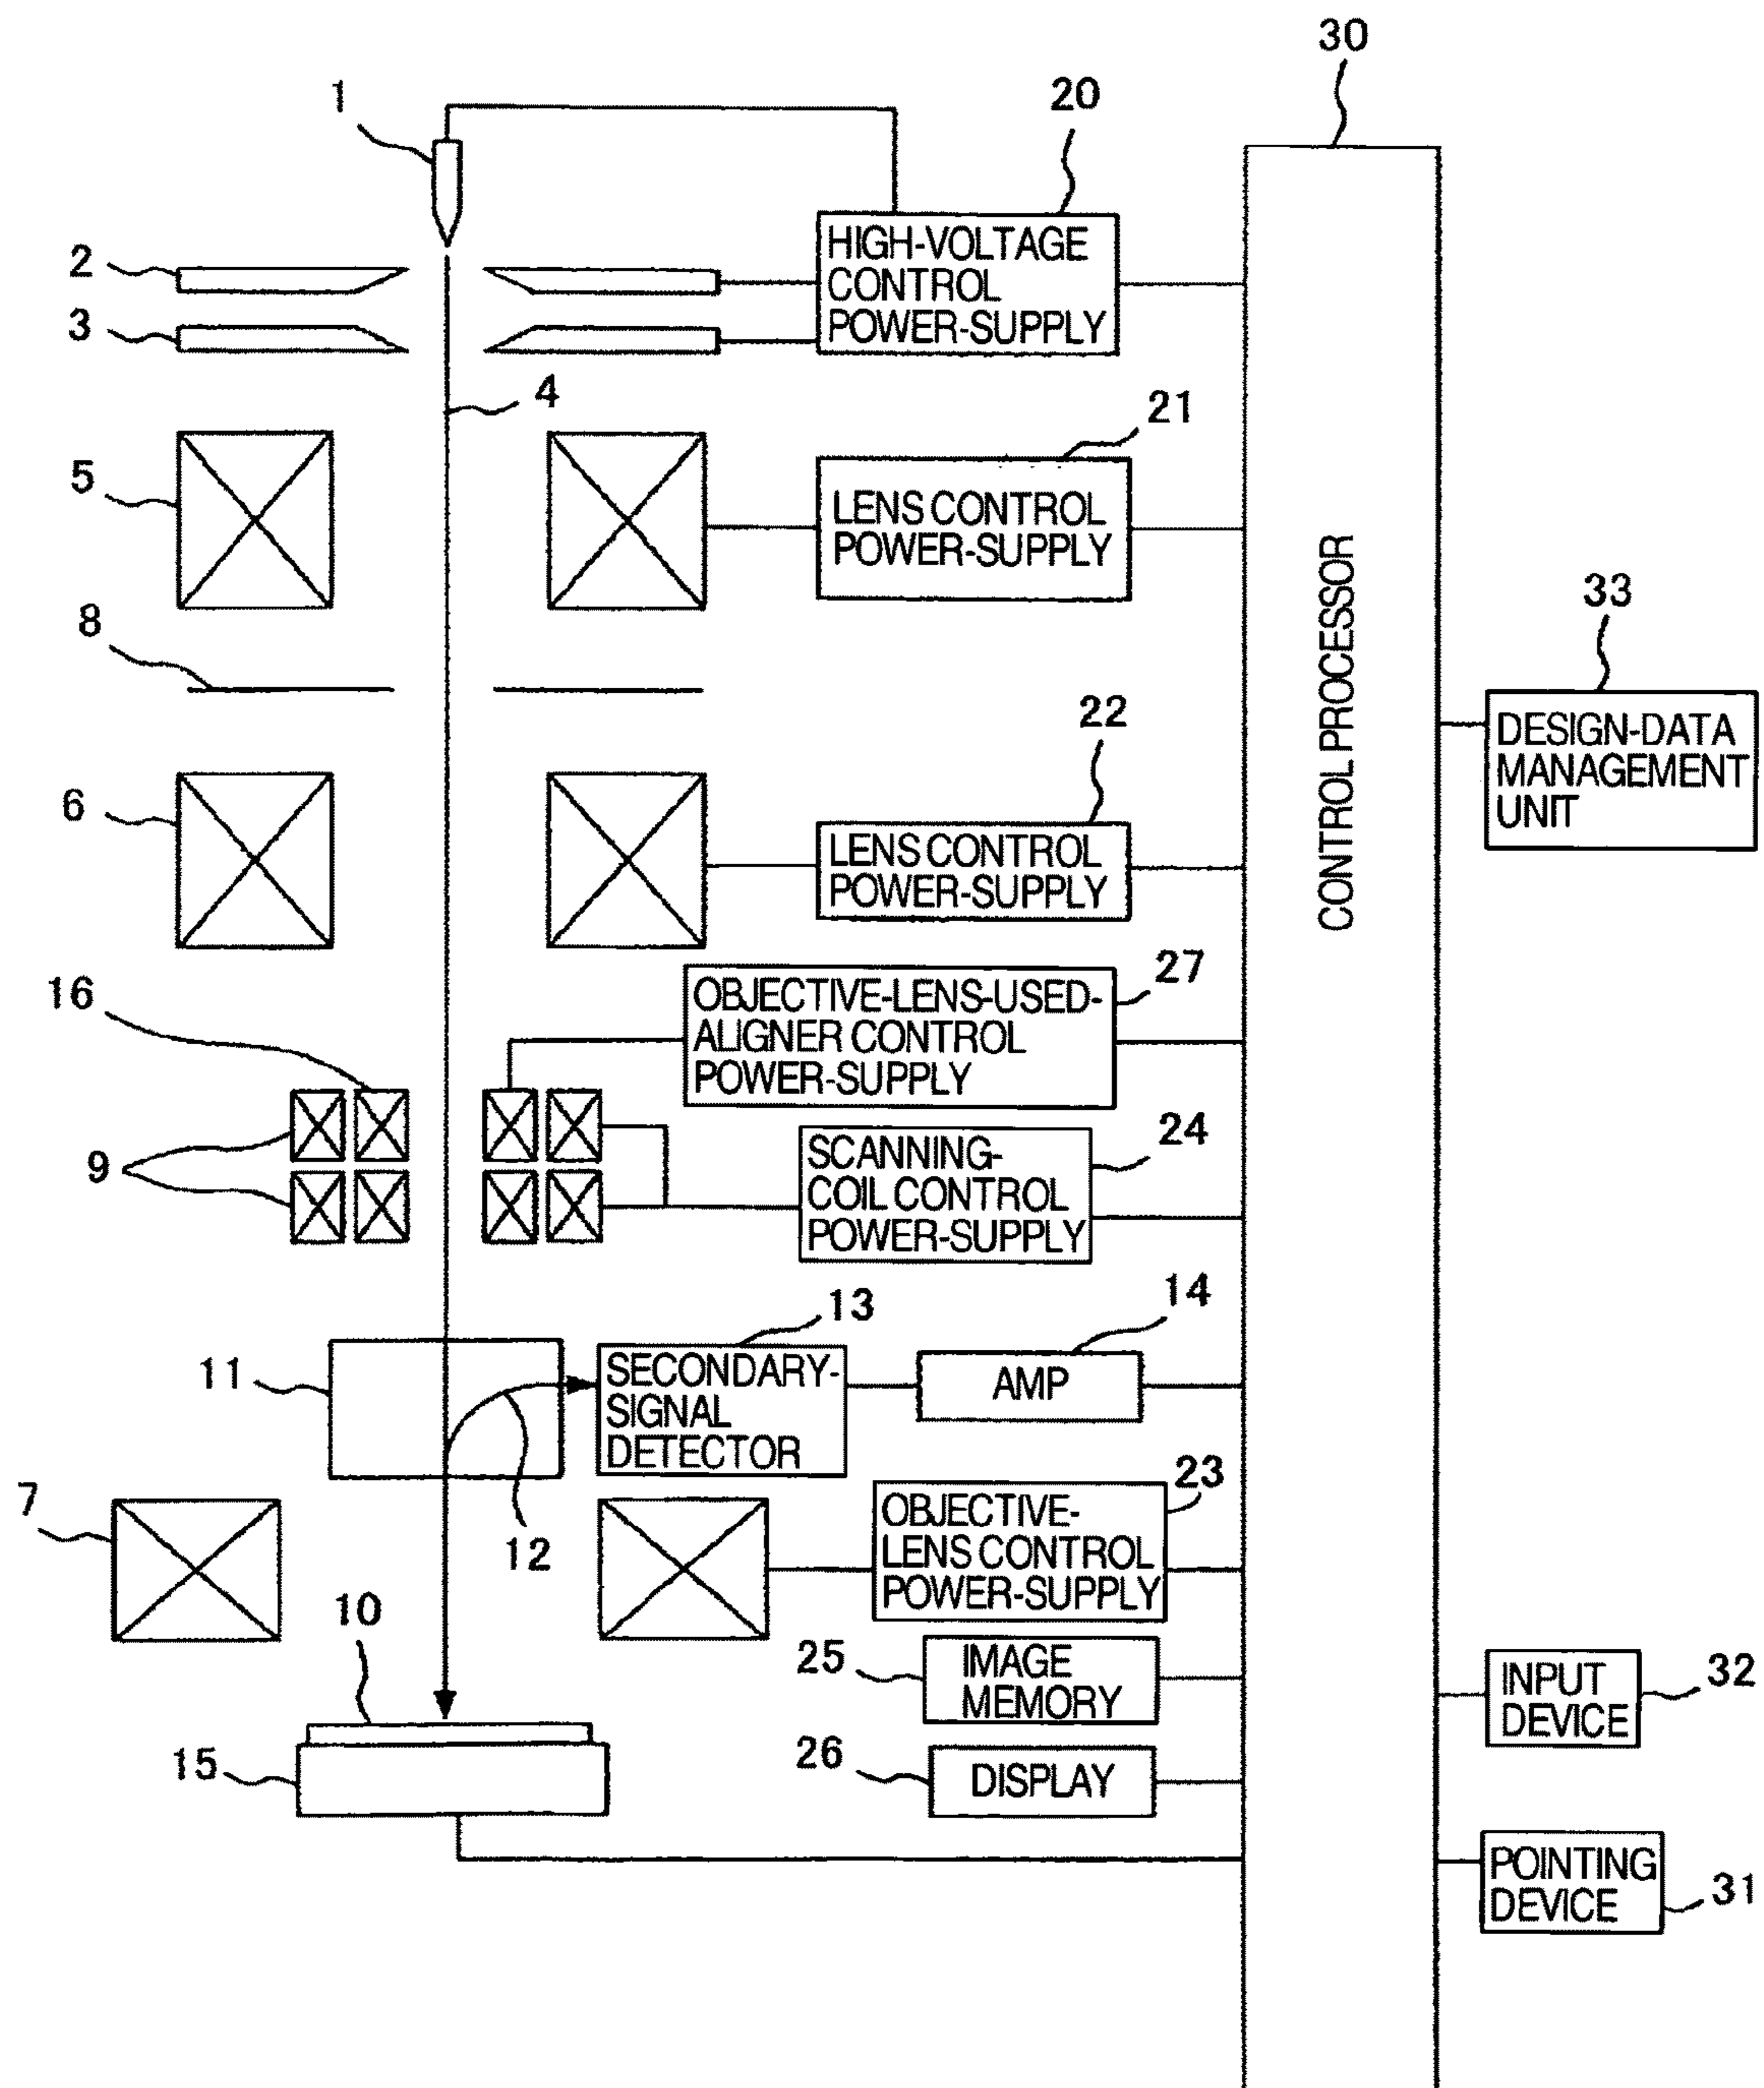 30
1
20
HIGH-VOLTAGE
CONTROL
POWER-SUPPLY
2
3
4
21
5
LENS CONTROL
POWER-SUPPLY
CONTROL PROCESSOR
33
8
DESIGN-DATA
MANAGEMENT
UNIT
22
6
LENS CONTROL
POWER-SUPPLY
27
16
OBJECTIVE-LENS-USED-
ALIGNER CONTROL
POWER-SUPPLY
24
9
SCANNING-
COIL CONTROL
POWER-SUPPLY
13
14
11
SECONDARY-
SIGNAL
DETECTOR
AMP
23
7
12
OBJECTIVE-
LENS CONTROL
POWER-SUPPLY
10
25
IMAGE
MEMORY
INPUT
DEVICE
32
15
26
DISPLAY
POINTING
DEVICE
31